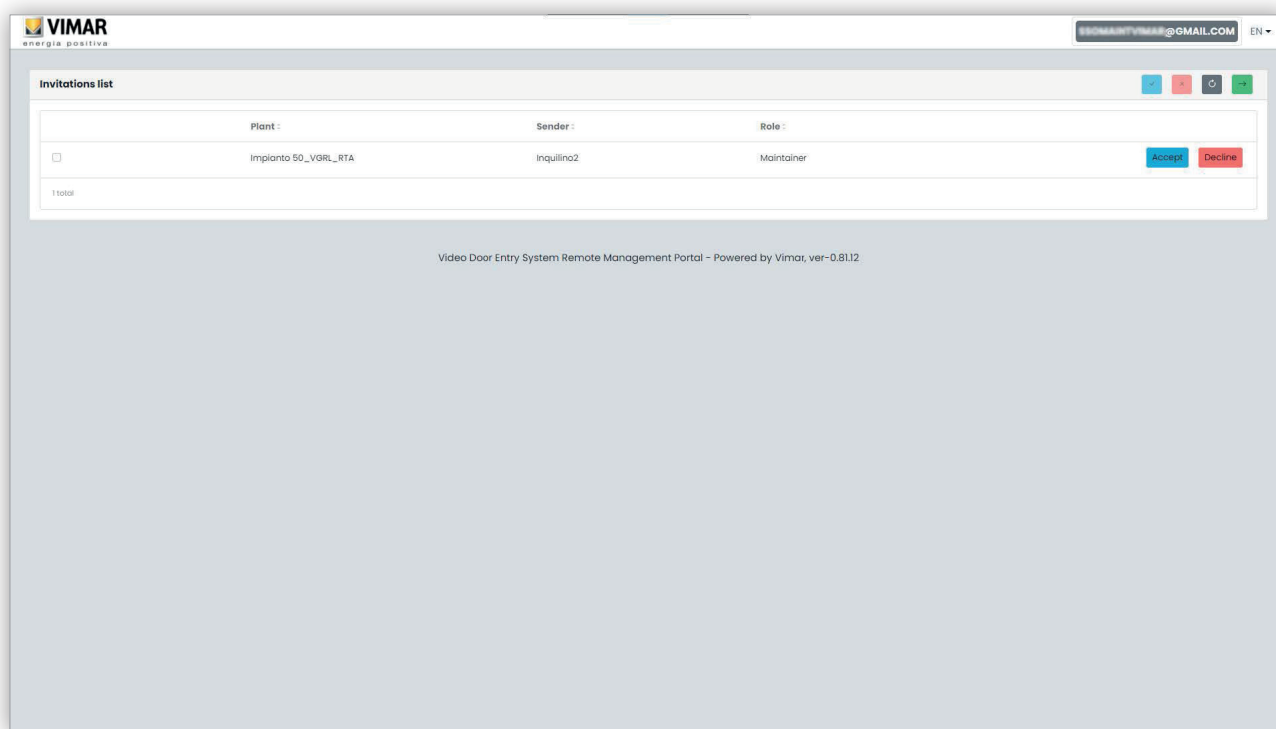 VIMAR
energia positiva
@GMAIL.COM EN
Invitations list
Plant Sender Role
Impianto 50_VGRL_RTA Inquilino2 Maintainer Accept Decline
1 total
Video Door Entry System Remote Management Portal - Powered by Vimar, ver-0.81.12